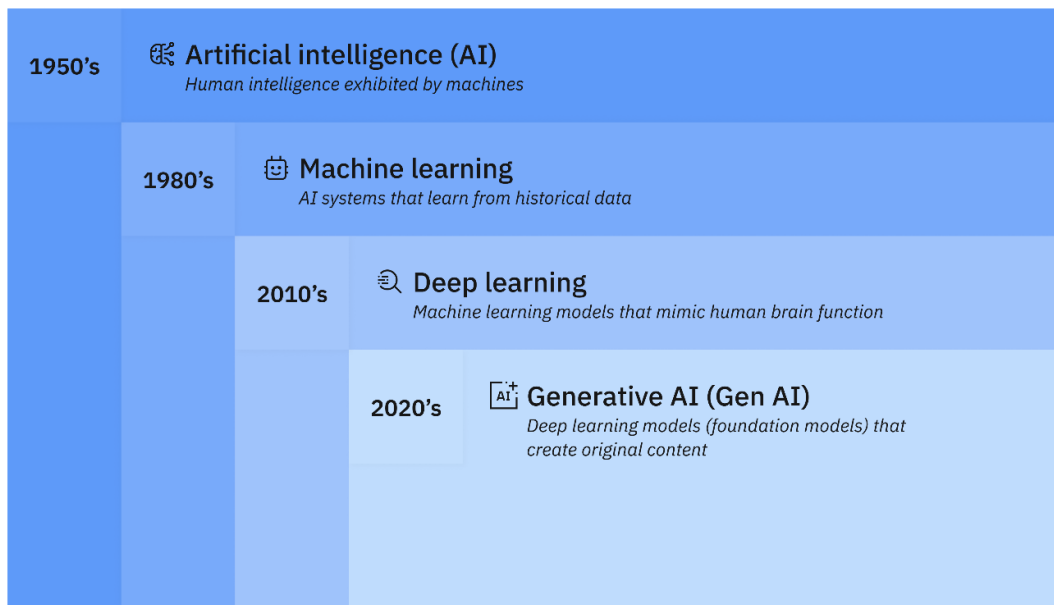 1950’s
Artificial intelligence (AI)
Human intelligence exhibited by machines
1980’s
Machine learning
AI systems that learn from historical data
2010’s
Deep learning
Machine learning models that mimic human brain function
2020’s
AI
Generative AI (Gen AI)
Deep learning models (foundation models) that
create original content